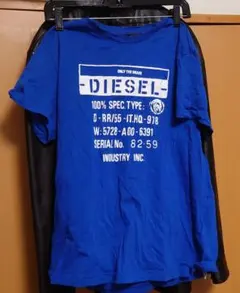 ONLY THE BRAVE
-DIESEL-
100% SPEC.TYPE:
D-RR/55-IT.HQ-978
W:5728-A00-6391
SERIAL No. 82-59
INDUSTRY INC.